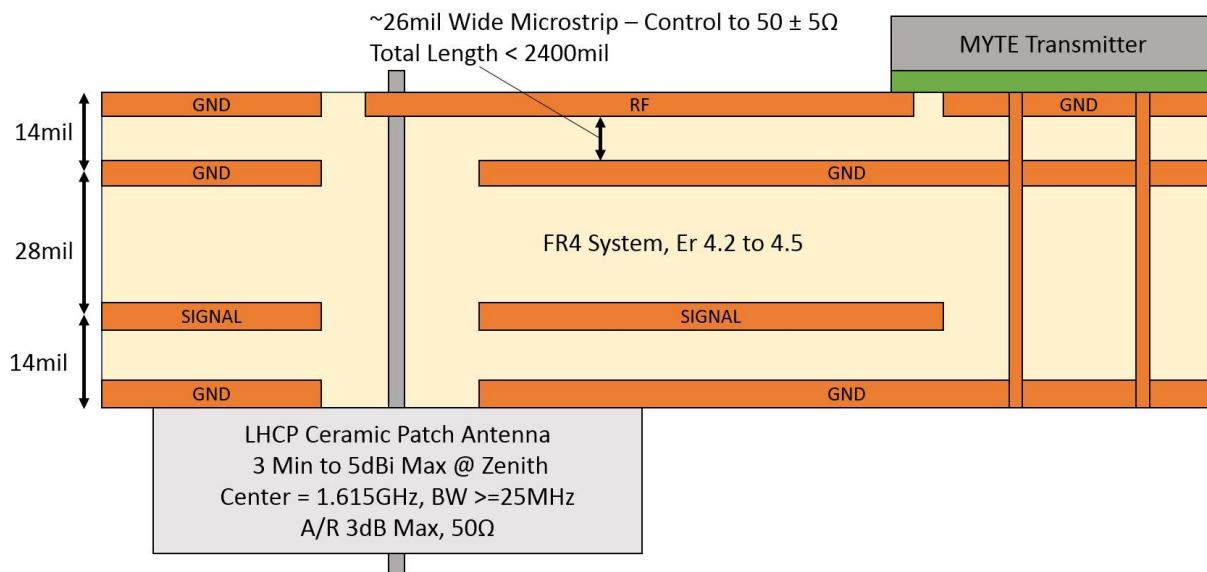 ~26mil Wide Microstrip – Control to 50 ± 5Ω
Total Length < 2400mil
MYTE Transmitter
GND
RF
GND
14mil
GND
GND
28mil
FR4 System, Er 4.2 to 4.5
SIGNAL
SIGNAL
14mil
GND
GND
LHCP Ceramic Patch Antenna
3 Min to 5dBi Max @ Zenith
Center = 1.615GHz, BW >=25MHz
A/R 3dB Max, 50Ω